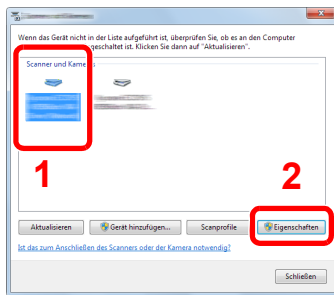 Wenn das Gerät nicht in der Liste aufgeführt ist, überprüfen Sie, ob es an den Computer
geschaltet ist. Klicken Sie dann auf "Aktualisieren".
Scanner und Kame
1
2
Aktualisieren
Gerät hinzufügen...
Scanprofile
Eigenschaften
Ist das zum Anschließen des Scanners oder der Kamera notwendig?
Schließen